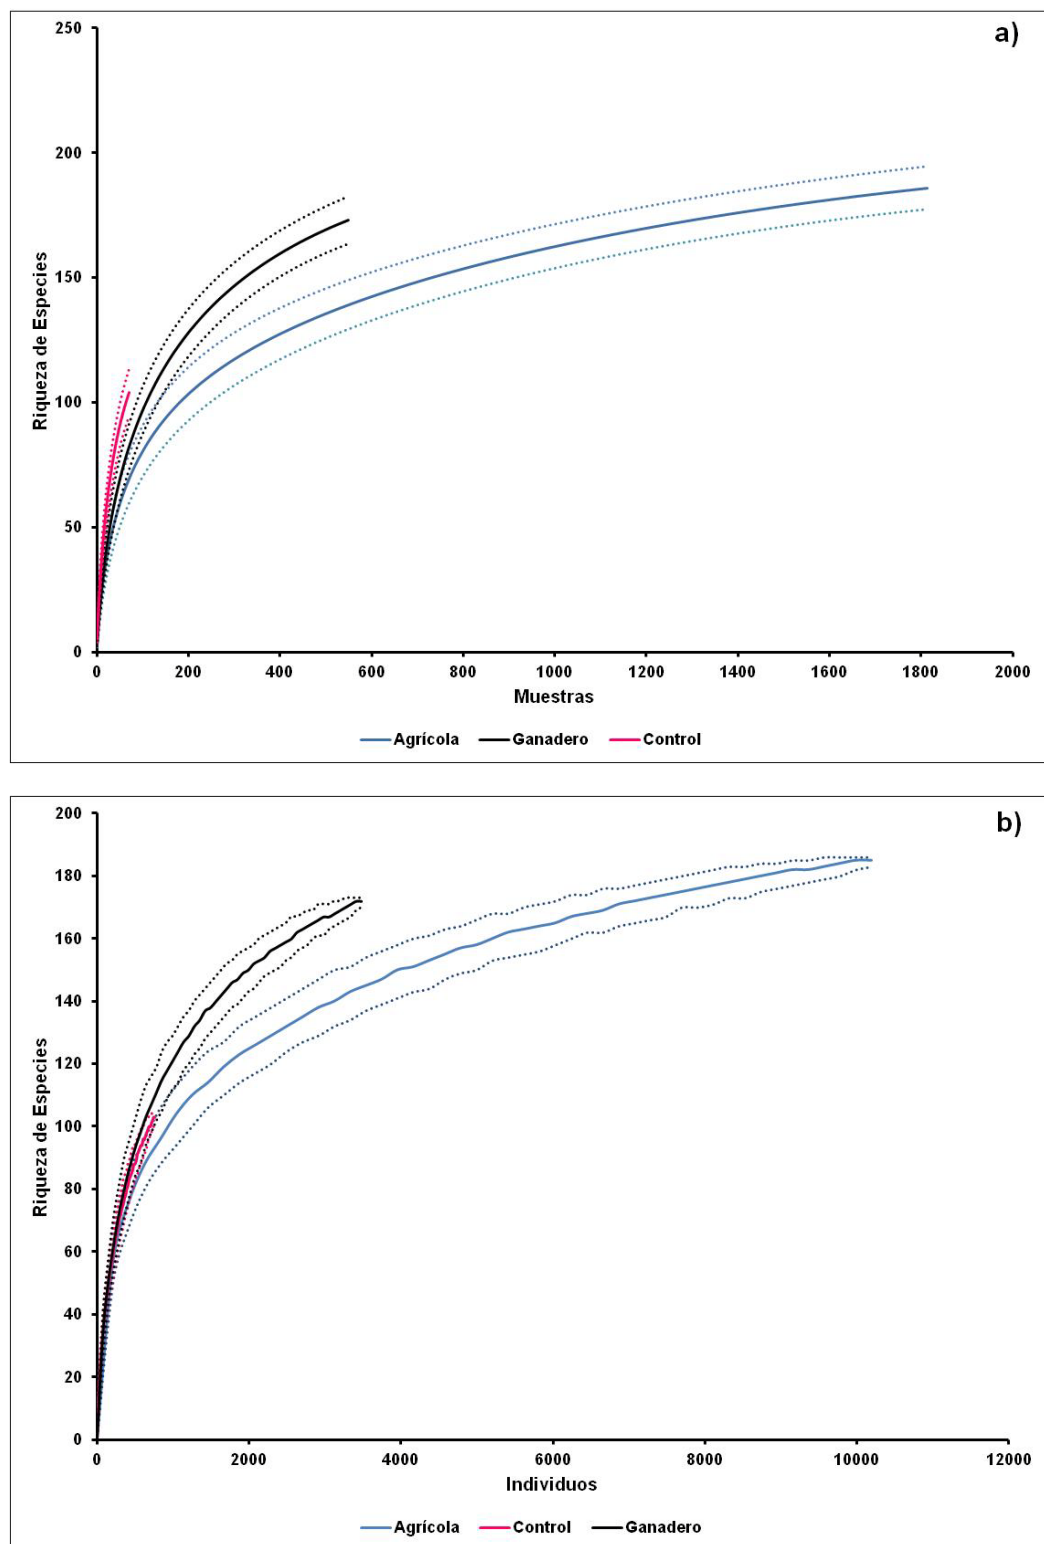 a)
250
200
150
100
50
0
Riqueza de Especies
0 200 400 600 800 1000 1200 1400 1600 1800 2000
Muestras
Agrícola Ganadero Control
b)
200
180
160
140
120
100
80
60
40
20
0
Riqueza de Especies
0 2000 4000 6000 8000 10000 12000
Individuos
Agrícola Control Ganadero